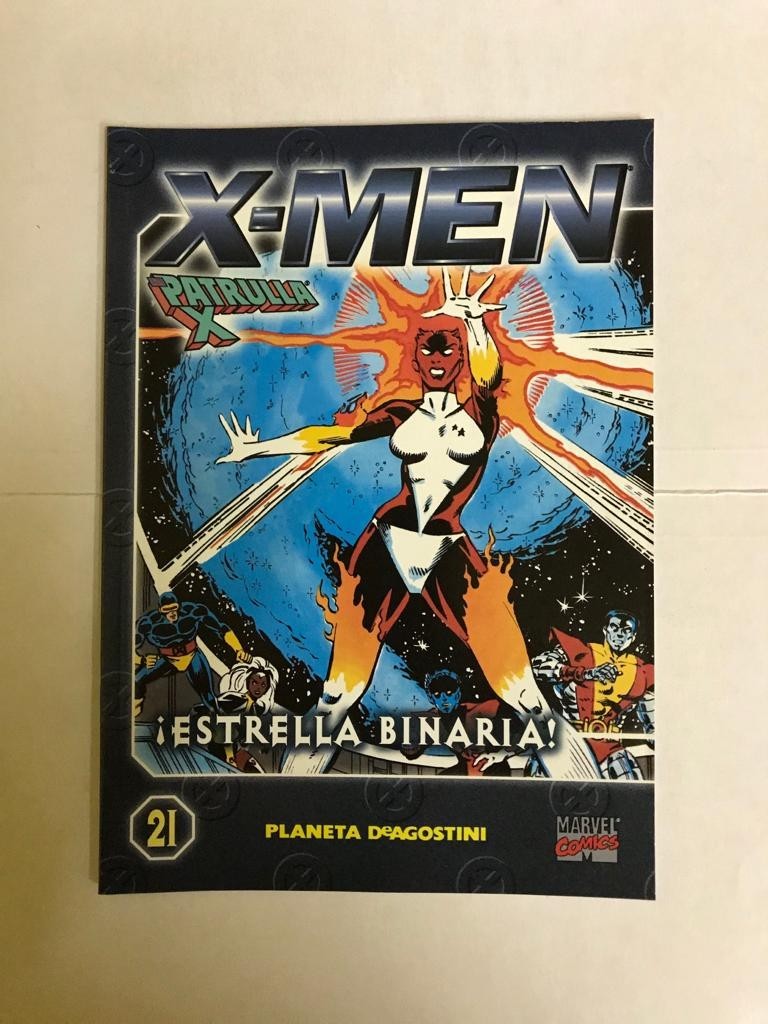 X-MEN
PATRULLA
X
¡ESTRELLA BINARIA!
21
PLANETA DeAGOSTINI
MARVEL
COMICS